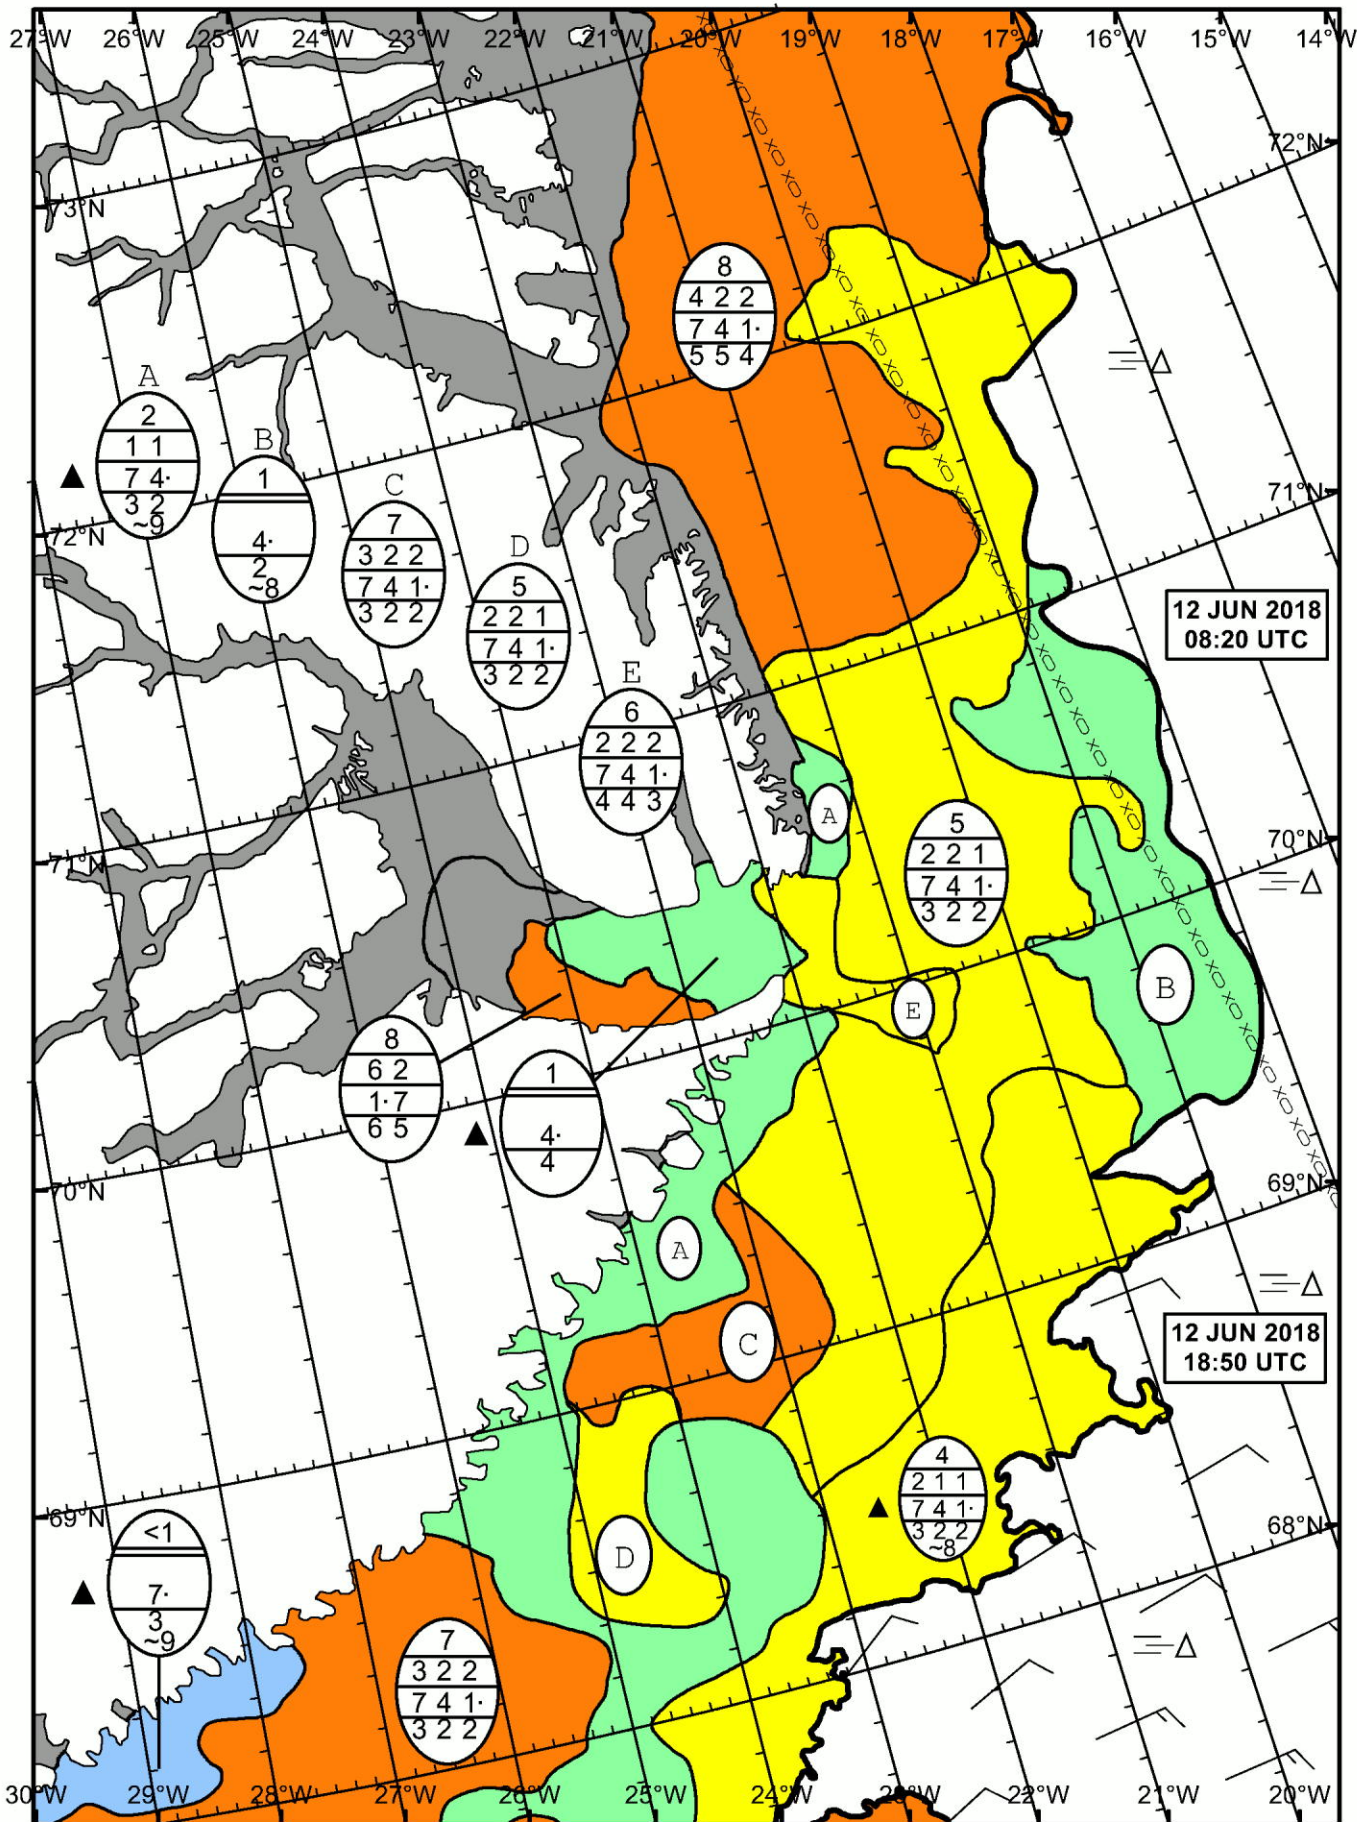 27°W 26°W 25°W 24°W 23°W 22°W 21°W 20°W 19°W 18°W 17°W 16°W 15°W 14°W
72°N
73°N
8
4 2 2
7 4 1·
5 5 4
A
2
1 1
7 4·
3 2
~9
B
1
4·
2
~8
C
7
3 2 2
7 4 1·
3 2 2
D
5
2 2 1
7 4 1·
3 2 2
E
6
2 2 2
7 4 1·
4 4 3
71°N
72°N
12 JUN 2018
08:20 UTC
A
5
2 2 1
7 4 1·
3 2 2
70°N
71°N
B
E
8
6 2
1·7
6 5
1
4·
4
70°N
69°N
A
C
12 JUN 2018
18:50 UTC
4
2 1 1
7 4 1·
3 2 2
~8
69°N
68°N
D
<1
7·
3
~9
7
3 2 2
7 4 1·
3 2 2
30°W 29°W 28°W 27°W 26°W 25°W 24°W 23°W 22°W 21°W 20°W